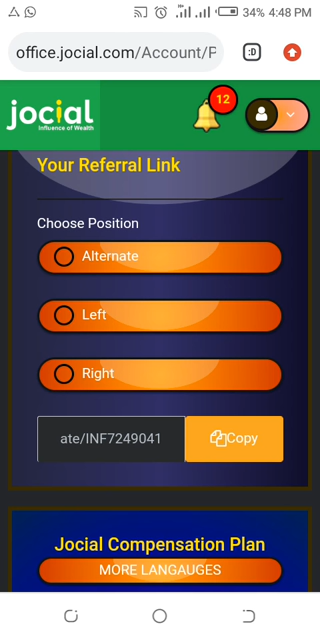 34% 4:48 PM
office.jocial.com/Account/P
:D
jocial
Influence of Wealth
12
Your Referral Link
Choose Position
Alternate
Left
Right
ate/INF7249041
Copy
Jocial Compensation Plan
MORE LANGAUGES